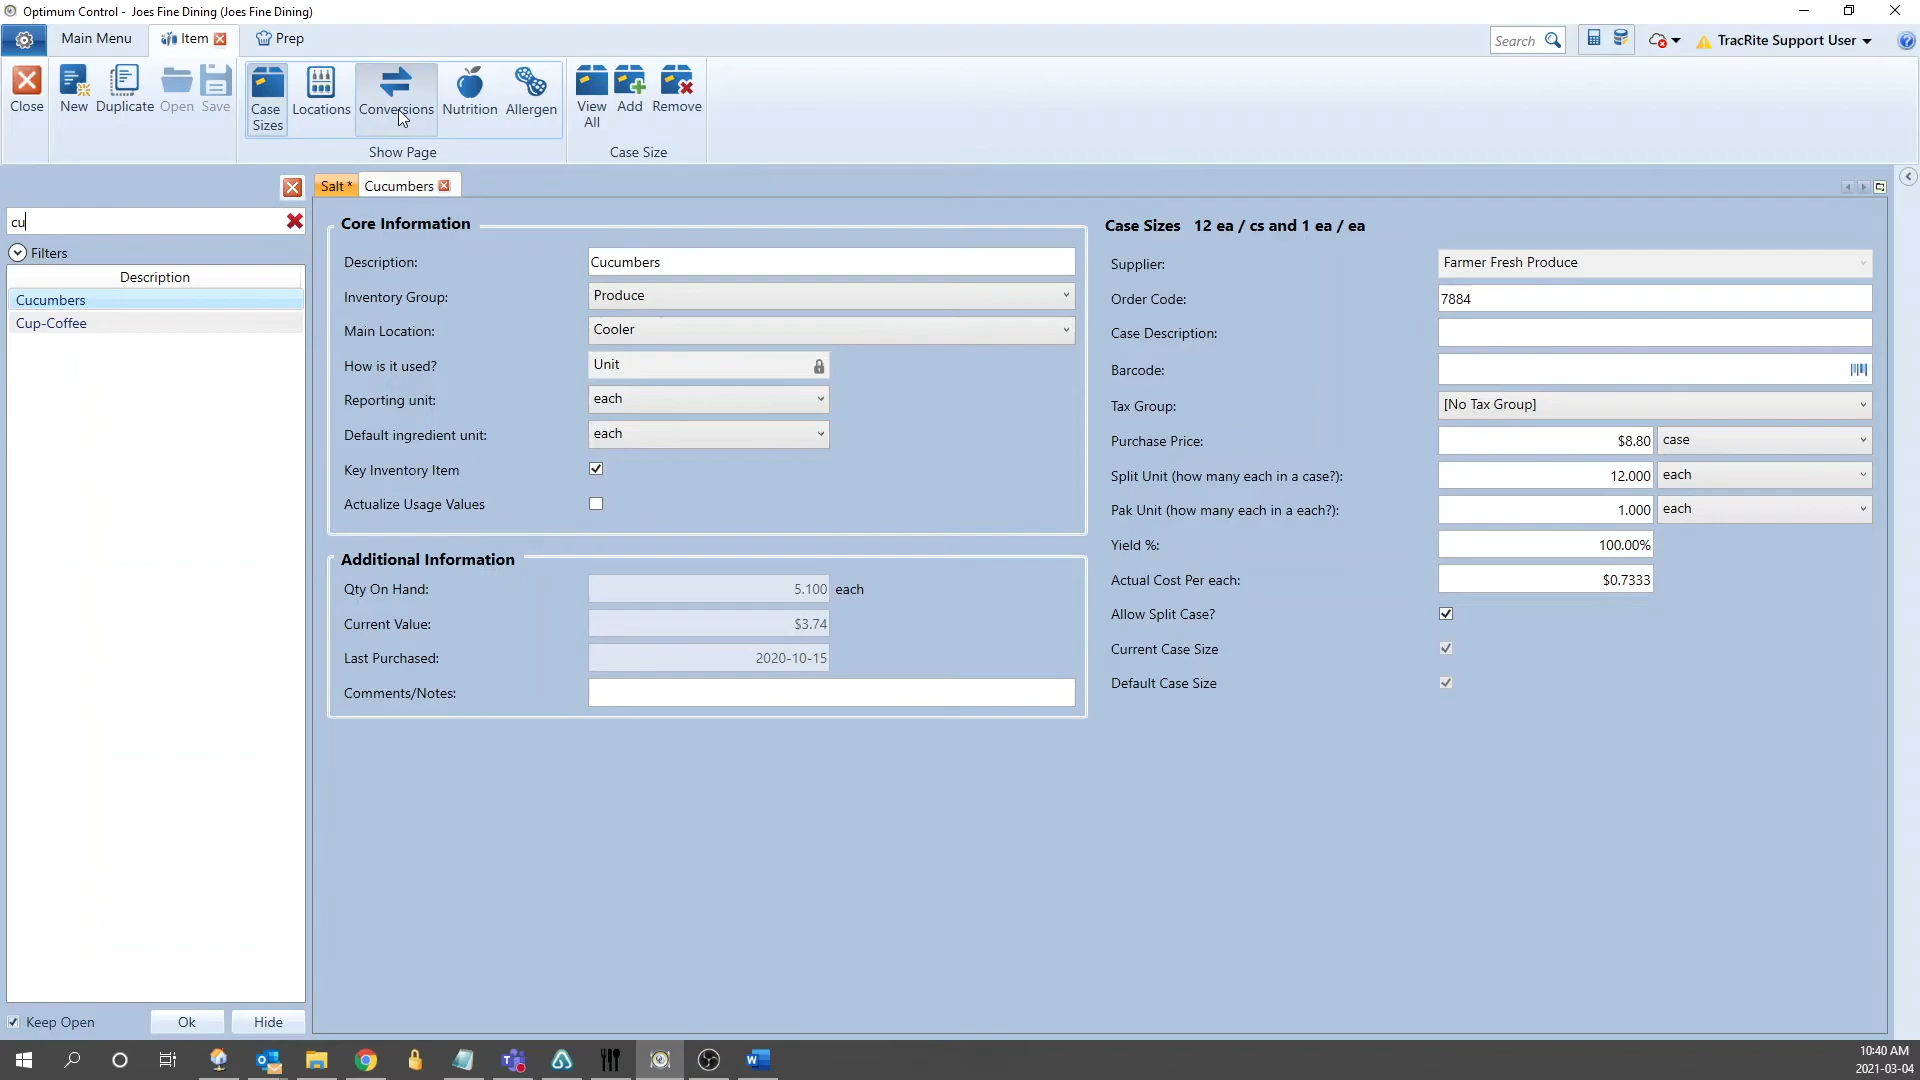 Optimum Control - Joes Fine Dining (Joes Fine Dining)
Main Menu
Item
Prep
Search
TracRite Support User
Close
New
Duplicate
Open
Save
Case
Sizes
Locations
Conversions
Nutrition
Allergen
View
All
Add
Remove
Show Page
Case Size
Salt *
Cucumbers
cu
Filters
Description
Cucumbers
Cup-Coffee
Core Information
Description:
Cucumbers
Inventory Group:
Produce
Main Location:
Cooler
How is it used?
Unit
Reporting unit:
each
Default ingredient unit:
each
Key Inventory Item
Actualize Usage Values
Additional Information
Qty On Hand:
5.100 each
Current Value:
$3.74
Last Purchased:
2020-10-15
Comments/Notes:
Case Sizes 12 ea / cs and 1 ea / ea
Supplier:
Farmer Fresh Produce
Order Code:
7884
Case Description:
Barcode:
Tax Group:
[No Tax Group]
Purchase Price:
$8.80 case
Split Unit (how many each in a case?):
12.000 each
Pak Unit (how many each in a each?):
1.000 each
Yield %:
100.00%
Actual Cost Per each:
$0.7333
Allow Split Case?
Current Case Size
Default Case Size
Keep Open
Ok
Hide
10:40 AM
2021-03-04